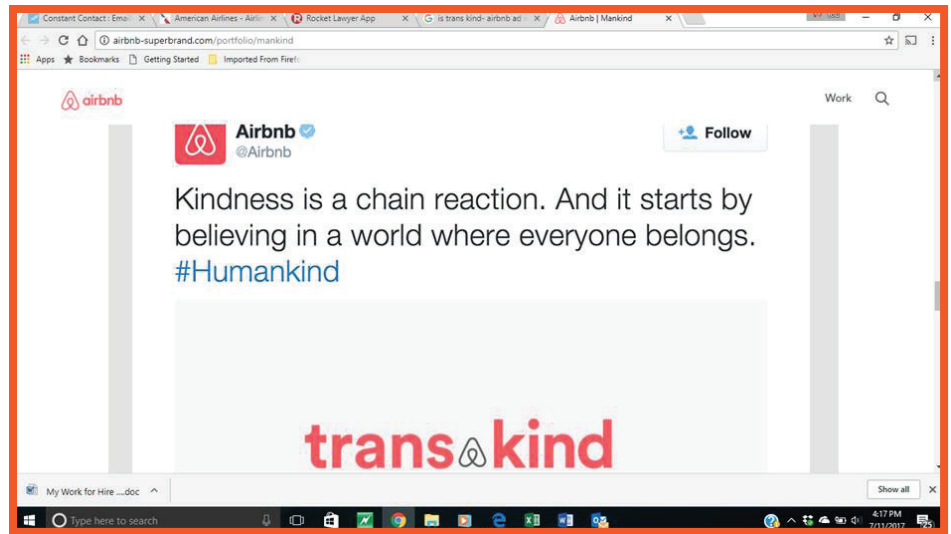 Constant Contact : Email
American Airlines - Airlin
Rocket Lawyer App
is trans kind- airbnb ad
Airbnb | Mankind
airbnb-superbrand.com/portfolio/mankind
Apps Bookmarks Getting Started Imported From Firef
airbnb
Work
Airbnb
@Airbnb
Follow
Kindness is a chain reaction. And it starts by
believing in a world where everyone belongs.
#Humankind
trans kind
My Work for Hire ....doc
Show all
Type here to search
4:17 PM
7/11/2017
25